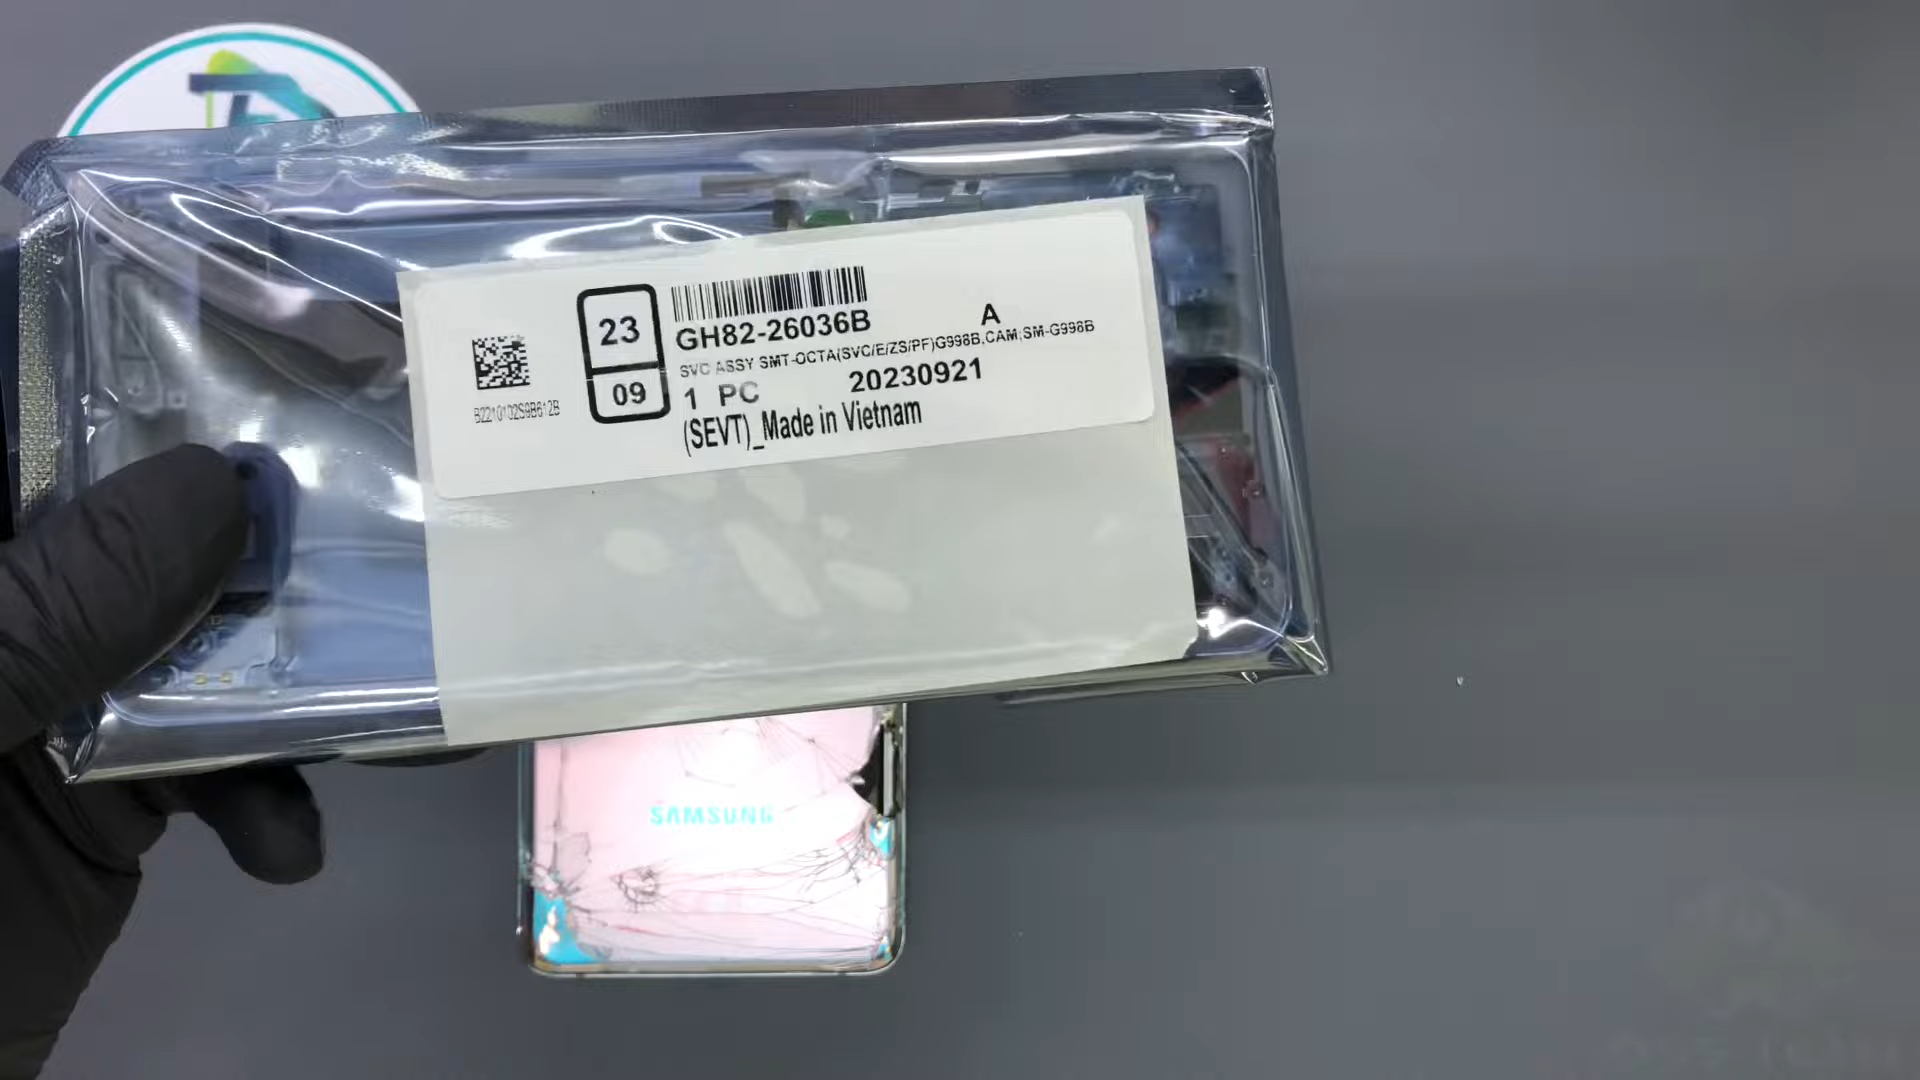 23
09
GH82-26036B
A
SVC ASSY SMT-OCTA(SVC/E/ZS/PF)G998B,CAM;SM-G998B
1 PC
20230921
(SEVT)_Made in Vietnam
SAMSUNG